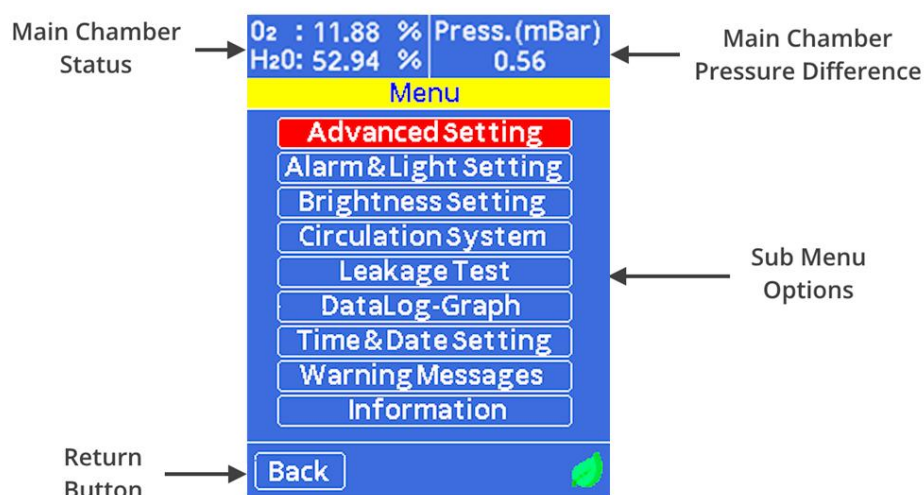 Main Chamber
Status
O₂ : 11.88 %
H₂O: 52.94 %
Press.(mBar)
0.56
Main Chamber
Pressure Difference
Menu
Advanced Setting
Alarm & Light Setting
Brightness Setting
Circulation System
Leakage Test
DataLog-Graph
Time & Date Setting
Warning Messages
Information
Sub Menu
Options
Return
Button
Back